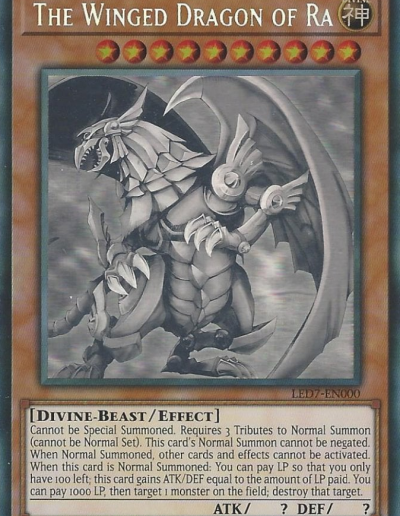 THE WINGED DRAGON OF RA
DIVINE
神
LED7-EN000
[DIVINE-BEAST/EFFECT]
Cannot be Special Summoned. Requires 3 Tributes to Normal Summon
(cannot be Normal Set). This card's Normal Summon cannot be negated.
When Normal Summoned, other cards and effects cannot be activated.
When this card is Normal Summoned: You can pay LP so that you only
have 100 left; this card gains ATK/DEF equal to the amount of LP paid. You
can pay 1000 LP, then target 1 monster on the field; destroy that target.
ATK/ ? DEF/ ?